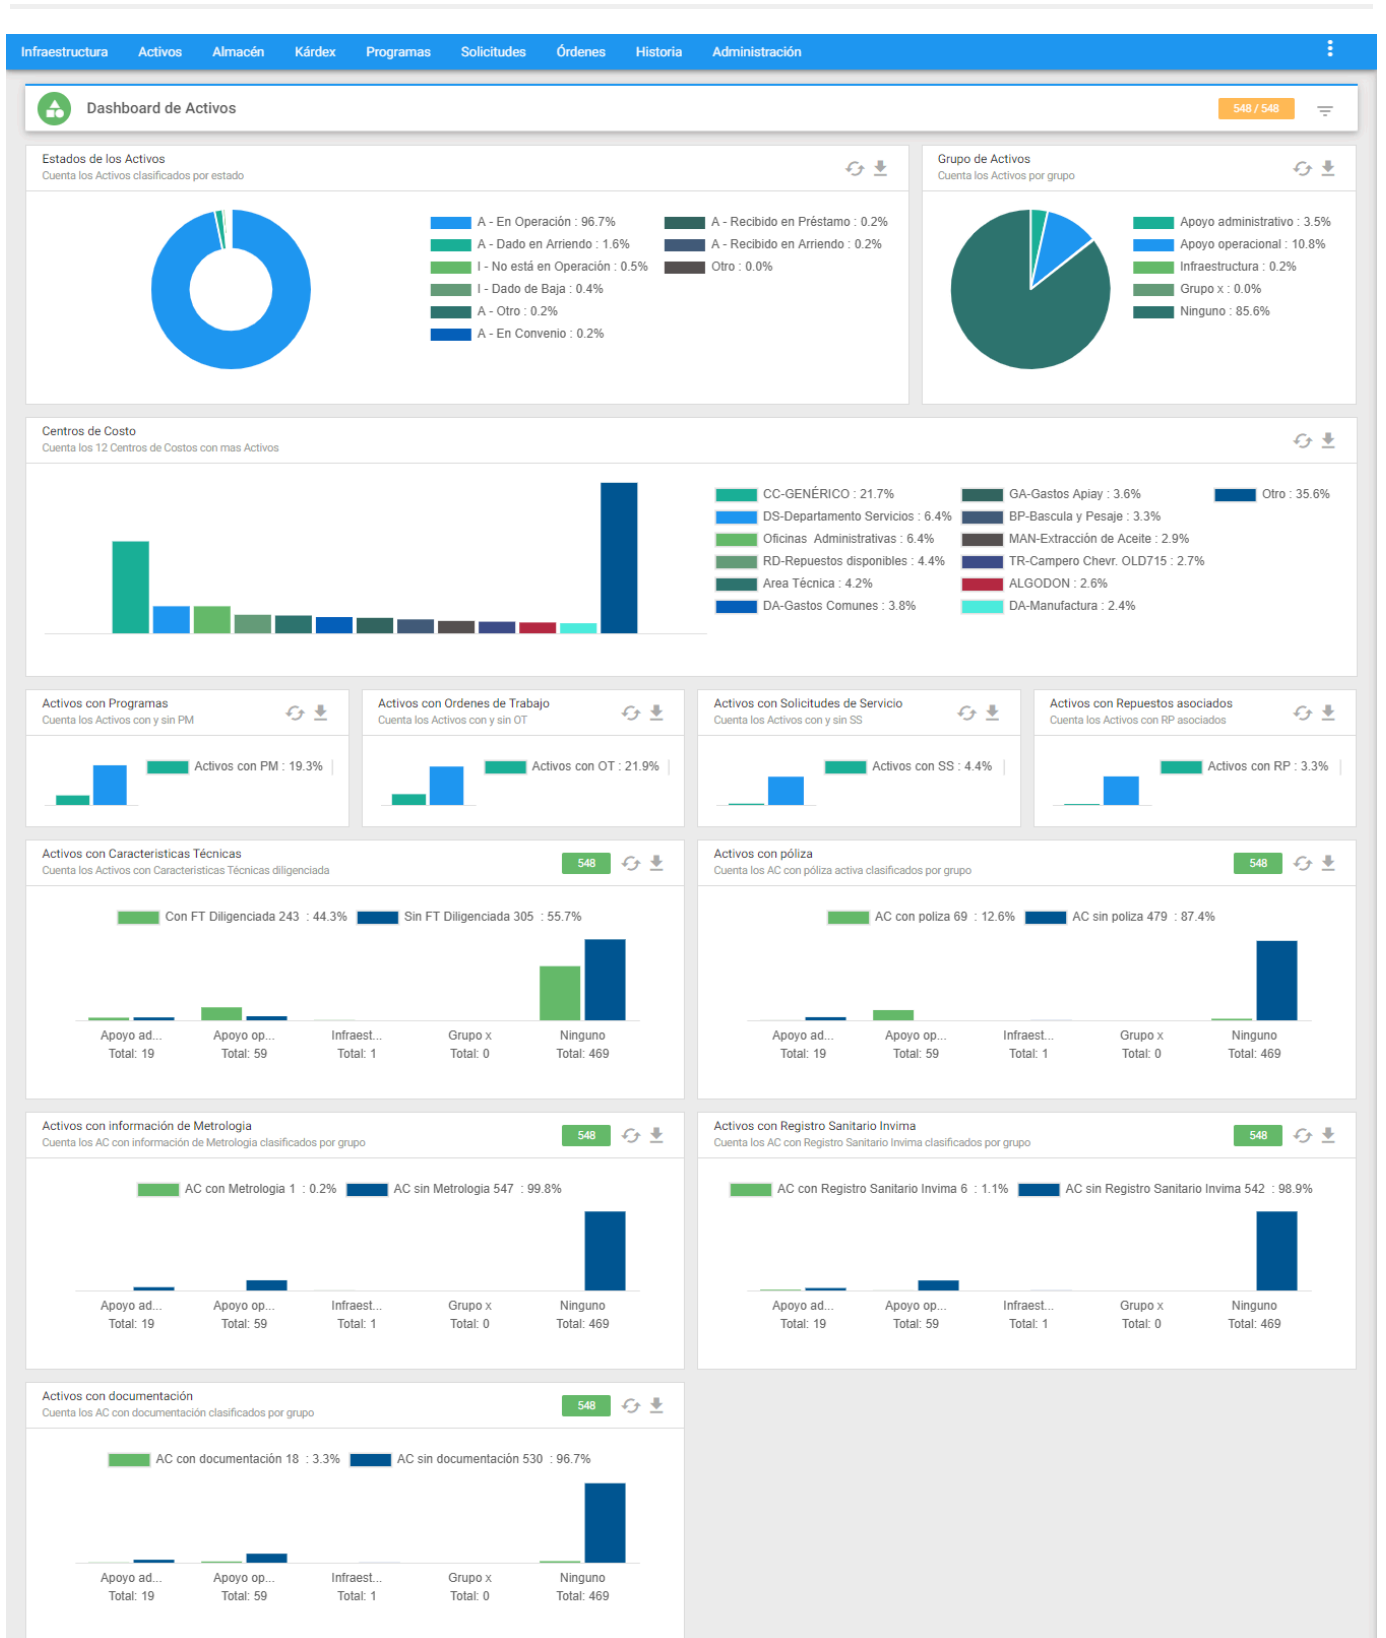 Infraestructura Activos Almacén Kárdex Programas Solicitudes Órdenes Historia Administración
Dashboard de Activos
548 / 548
Estados de los Activos
Cuenta los Activos clasificados por estado
A - En Operación : 96.7%
A - Dado en Arriendo : 1.6%
I - No está en Operación : 0.5%
I - Dado de Baja : 0.4%
A - Otro : 0.2%
A - En Convenio : 0.2%
A - Recibido en Préstamo : 0.2%
A - Recibido en Arriendo : 0.2%
Otro : 0.0%
Grupo de Activos
Cuenta los Activos por grupo
Apoyo administrativo : 3.5%
Apoyo operacional : 10.8%
Infraestructura : 0.2%
Grupo x : 0.0%
Ninguno : 85.6%
Centros de Costo
Cuenta los 12 Centros de Costos con mas Activos
CC-GENÉRICO : 21.7%
DS-Departamento Servicios : 6.4%
Oficinas Administrativas : 6.4%
RD-Repuestos disponibles : 4.4%
Area Técnica : 4.2%
DA-Gastos Comunes : 3.8%
GA-Gastos Apiay : 3.6%
BP-Bascula y Pesaje : 3.3%
MAN-Extracción de Aceite : 2.9%
TR-Campero Chevr. OLD715 : 2.7%
ALGODON : 2.6%
DA-Manufactura : 2.4%
Otro : 35.6%
Activos con Programas
Cuenta los Activos con y sin PM
Activos con PM : 19.3%
Activos con Ordenes de Trabajo
Cuenta los Activos con y sin OT
Activos con OT : 21.9%
Activos con Solicitudes de Servicio
Cuenta los Activos con y sin SS
Activos con SS : 4.4%
Activos con Repuestos asociados
Cuenta los Activos con RP asociados
Activos con RP : 3.3%
Activos con Caracteristicas Técnicas
Cuenta los Activos con Caracteristicas Técnicas diligenciada
548
Con FT Diligenciada 243 : 44.3% Sin FT Diligenciada 305 : 55.7%
Apoyo ad... Apoyo op... Infraest... Grupo x Ninguno
Total: 19 Total: 59 Total: 1 Total: 0 Total: 469
Activos con póliza
Cuenta los AC con póliza activa clasificados por grupo
548
AC con poliza 69 : 12.6% AC sin poliza 479 : 87.4%
Apoyo ad... Apoyo op... Infraest... Grupo x Ninguno
Total: 19 Total: 59 Total: 1 Total: 0 Total: 469
Activos con información de Metrologia
Cuenta los AC con información de Metrologia clasificados por grupo
548
AC con Metrologia 1 : 0.2% AC sin Metrologia 547 : 99.8%
Apoyo ad... Apoyo op... Infraest... Grupo x Ninguno
Total: 19 Total: 59 Total: 1 Total: 0 Total: 469
Activos con Registro Sanitario Invima
Cuenta los AC con Registro Sanitario Invima clasificados por grupo
548
AC con Registro Sanitario Invima 6 : 1.1% AC sin Registro Sanitario Invima 542 : 98.9%
Apoyo ad... Apoyo op... Infraest... Grupo x Ninguno
Total: 19 Total: 59 Total: 1 Total: 0 Total: 469
Activos con documentación
Cuenta los AC con documentación clasificados por grupo
548
AC con documentación 18 : 3.3% AC sin documentación 530 : 96.7%
Apoyo ad... Apoyo op... Infraest... Grupo x Ninguno
Total: 19 Total: 59 Total: 1 Total: 0 Total: 469